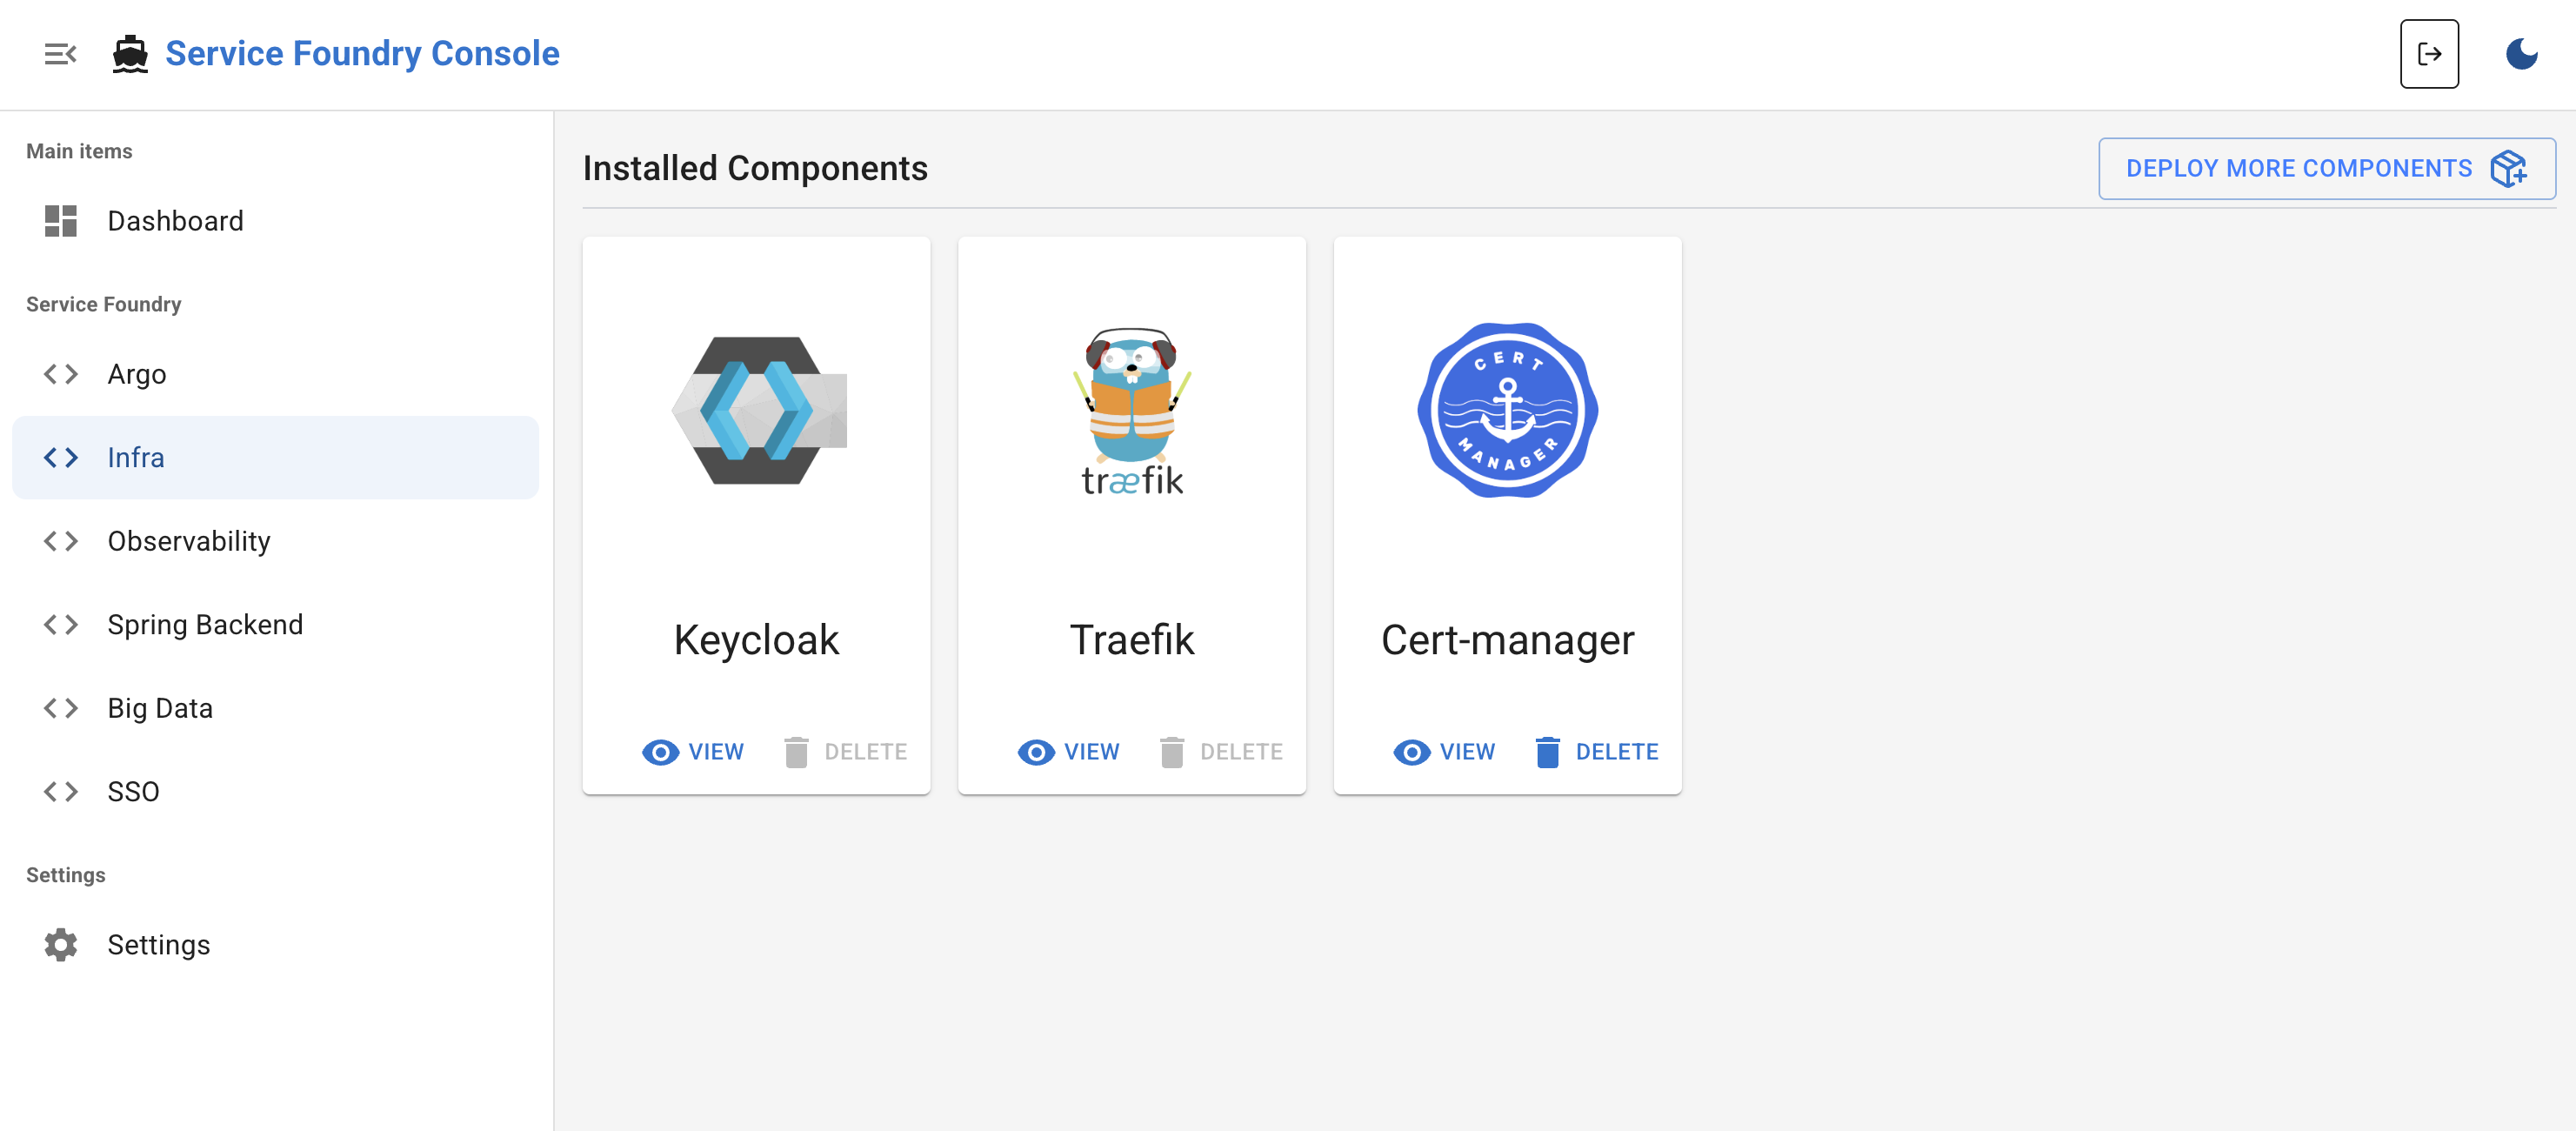 Service Foundry Console
Main items
Dashboard
Service Foundry
Argo
Infra
Observability
Spring Backend
Big Data
SSO
Settings
Settings
Installed Components
DEPLOY MORE COMPONENTS
træfik
CERT
MANAGER
Keycloak
Traefik
Cert-manager
VIEW DELETE
VIEW DELETE
VIEW DELETE